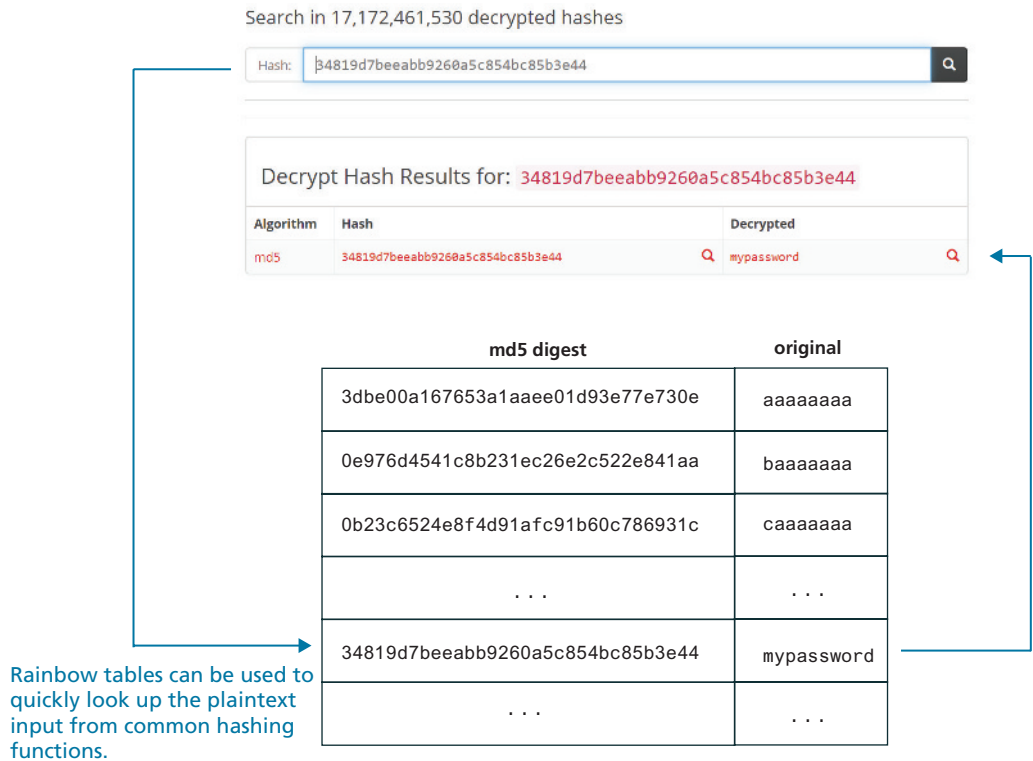 Search in 17,172,461,530 decrypted hashes
Hash: 34819d7beeabb9260a5c854bc85b3e44
Decrypt Hash Results for: 34819d7beeabb9260a5c854bc85b3e44
Algorithm Hash Decrypted
md5 34819d7beeabb9260a5c854bc85b3e44 mypassword
md5 digest original
3dbe00a167653a1aaee01d93e77e730e aaaaaaaa
0e976d4541c8b231ec26e2c522e841aa baaaaaaa
0b23c6524e8f4d91afc91b60c786931c caaaaaaa
... ...
34819d7beeabb9260a5c854bc85b3e44 mypassword
... ...
Rainbow tables can be used to
quickly look up the plaintext
input from common hashing
functions.